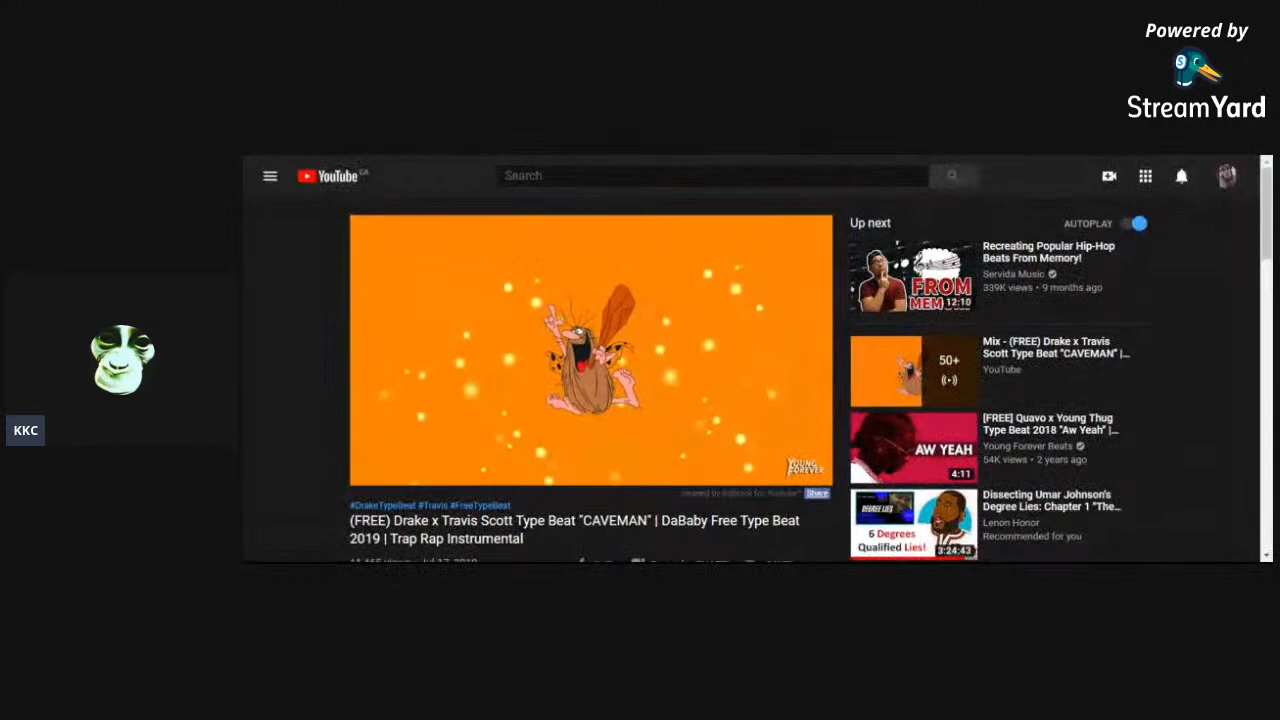 Powered by
StreamYard
YouTube CA
Search
Up next
AUTOPLAY
FROM
MEM
12:10
Recreating Popular Hip-Hop
Beats From Memory!
Servida Music
339K views • 9 months ago
50+
Mix - (FREE) Drake x Travis
Scott Type Beat "CAVEMAN" |...
YouTube
AW YEAH
4:11
[FREE] Quavo x Young Thug
Type Beat 2018 "Aw Yeah" |...
Young Forever Beats
54K views • 2 years ago
DEGREE LIES
6 Degrees
Qualified Lies!
3:24:43
Dissecting Umar Johnson's
Degree Lies: Chapter 1 "The...
Lenon Honor
Recommended for you
KKC
YOUNG
FOREVER
Share
#DrakeTypeBeat #Travis #FreeTypeBeat
(FREE) Drake x Travis Scott Type Beat "CAVEMAN" | DaBaby Free Type Beat
2019 | Trap Rap Instrumental